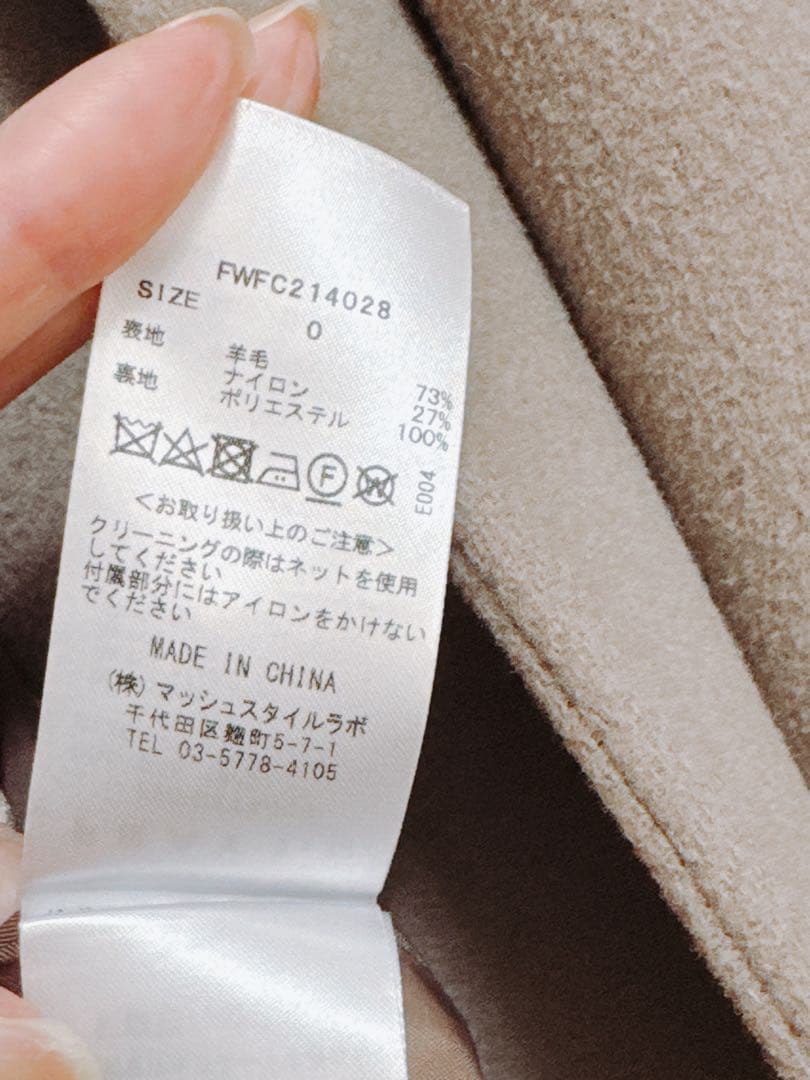 FWFC214028
SIZE 0
表地 羊毛 73%
ナイロン 27%
裏地 ポリエステル 100%
F W
E004
＜お取り扱い上のご注意＞
クリーニングの際はネットを使用
してください
付属部分にはアイロンをかけない
でください
MADE IN CHINA
(株)マッシュスタイルラボ
千代田区麹町5-7-1
TEL 03-5778-4105